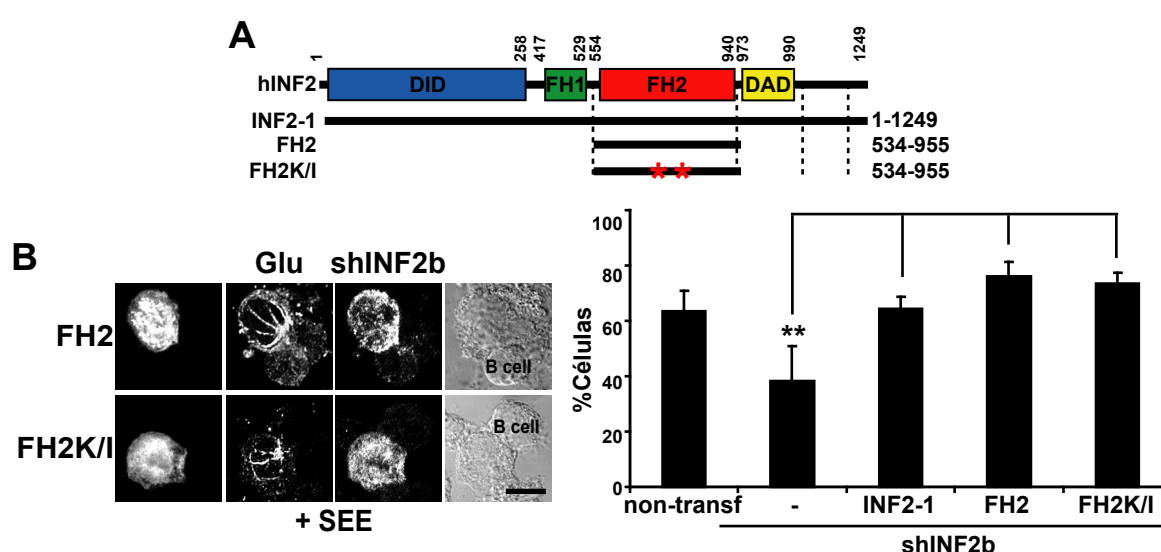 A
1 258 417 529 554 940 973 990 1249
hINF2 DID FH1 FH2 DAD
INF2-1 1-1249
FH2 534-955
FH2K/I ** 534-955
B
Glu shINF2b
FH2 B cell
FH2K/I B cell
+ SEE
%Células
100
80
60
40
20
0
**
non-transf - INF2-1 FH2 FH2K/I
shINF2b